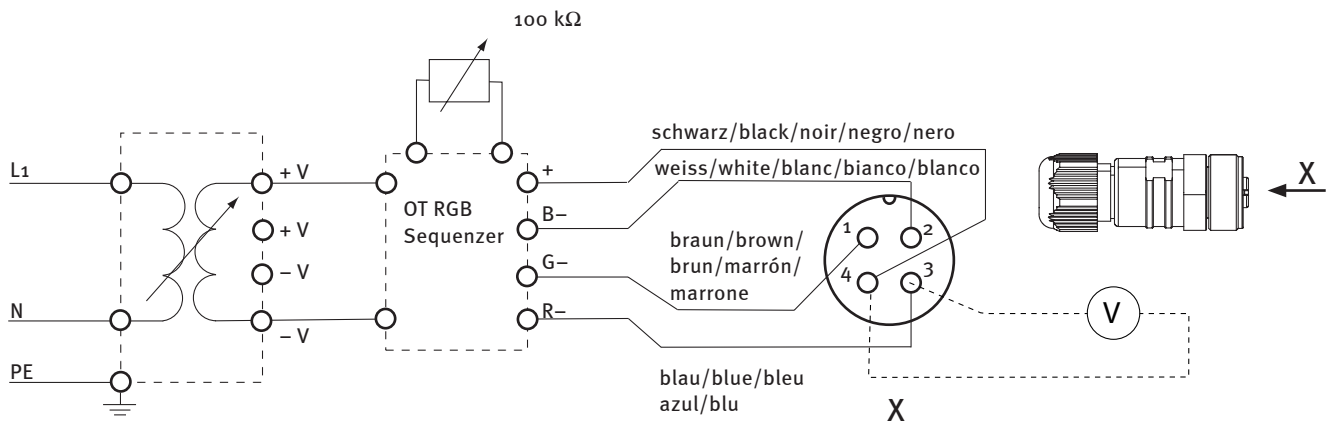 100 kΩ
schwarz/black/noir/negro/nero
L1
+ V
+
weiss/white/blanc/bianco/blanco
X
OT RGB
Sequenzer
+ V
B–
1
2
braun/brown/
brun/marrón/
marrone
– V
G–
4
3
N
R–
V
– V
PE
blau/blue/bleu
azul/blu
X